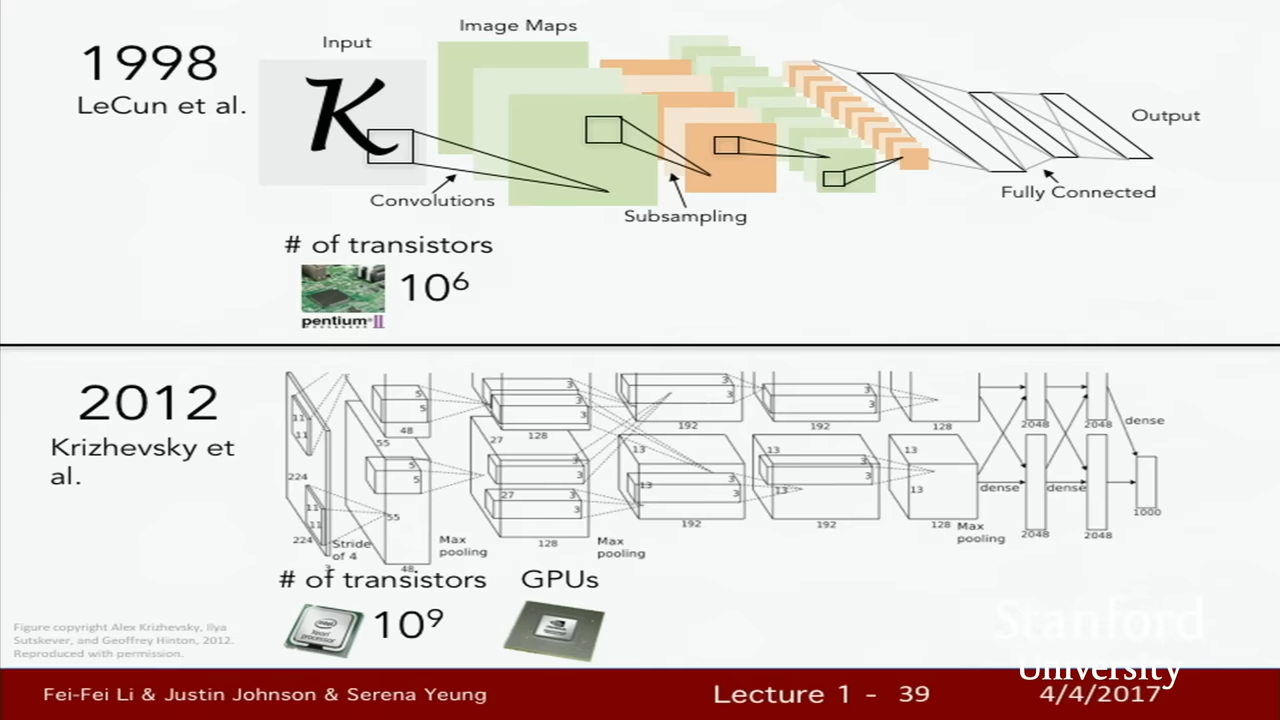 1998
LeCun et al.
Input
K
Image Maps
Convolutions
Subsampling
Fully Connected
Output
# of transistors
10⁶
pentium II
2012
Krizhevsky et
al.
224
224
11
11
11
11
3
Stride
of 4
55
55
5
5
5
5
48
48
Max
pooling
27
27
128
128
3
3
3
3
3
3
3
Max
pooling
13
13
3
3
3
3
192
192
13
13
3
3
3
3
192
192
13
13
128
128
Max
pooling
dense
dense
dense
2048
2048
2048
2048
1000
# of transistors
GPUs
intel
Xeon
processor
10⁹
Figure copyright Alex Krizhevsky, Ilya
Sutskever, and Geoffrey Hinton, 2012.
Reproduced with permission.
Stanford
University
Fei-Fei Li & Justin Johnson & Serena Yeung
Lecture 1 - 39
4/4/2017